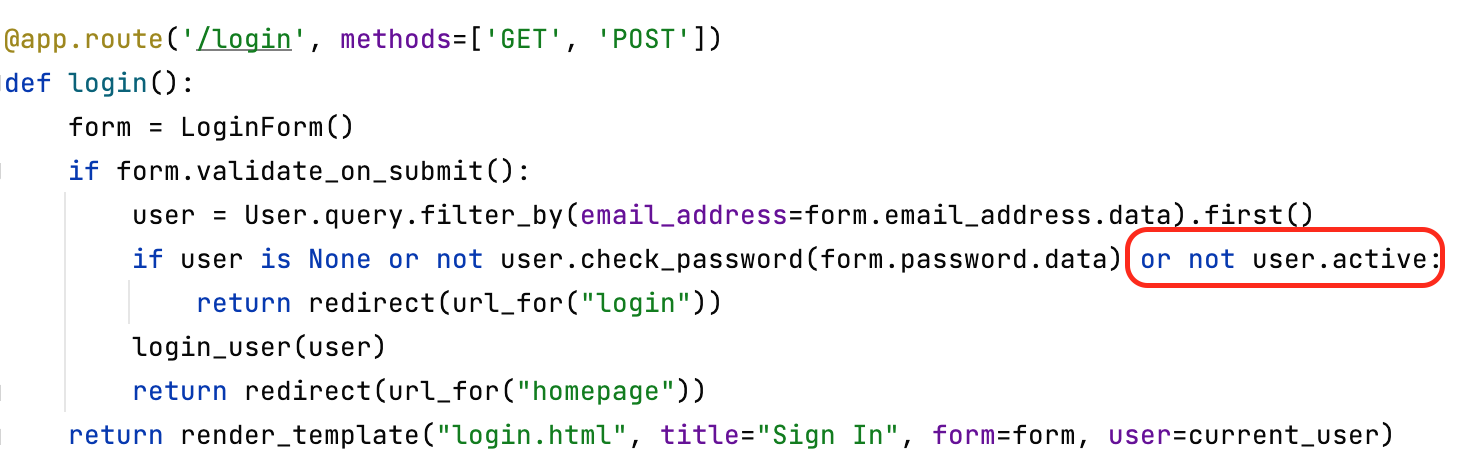 @app.route('/login', methods=['GET', 'POST'])
def login():
    form = LoginForm()
    if form.validate_on_submit():
        user = User.query.filter_by(email_address=form.email_address.data).first()
        if user is None or not user.check_password(form.password.data) or not user.active:
            return redirect(url_for("login"))
        login_user(user)
        return redirect(url_for("homepage"))
    return render_template("login.html", title="Sign In", form=form, user=current_user)